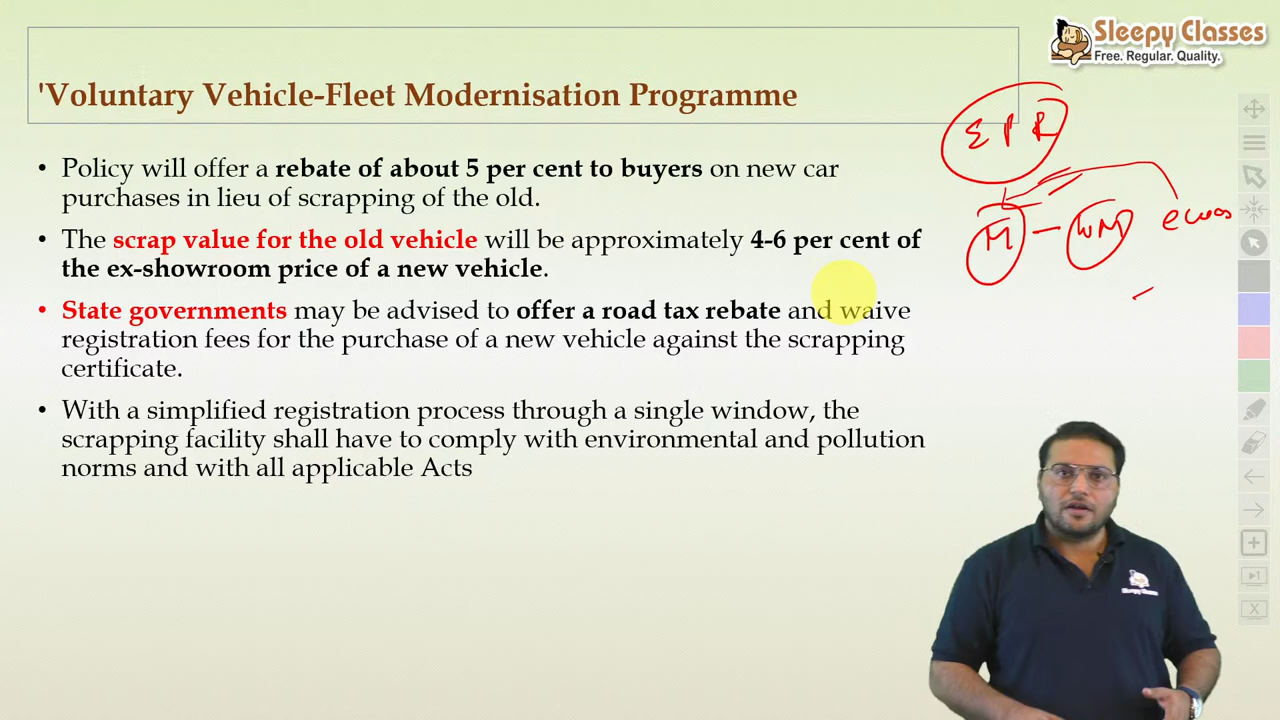 Sleepy Classes
Free. Regular. Quality.
'Voluntary Vehicle-Fleet Modernisation Programme
• Policy will offer a rebate of about 5 per cent to buyers on new car
purchases in lieu of scrapping of the old.
• The scrap value for the old vehicle will be approximately 4-6 per cent of
the ex-showroom price of a new vehicle.
• State governments may be advised to offer a road tax rebate and waive
registration fees for the purchase of a new vehicle against the scrapping
certificate.
• With a simplified registration process through a single window, the
scrapping facility shall have to comply with environmental and pollution
norms and with all applicable Acts
EPR
M - WM
Sleepy Classes